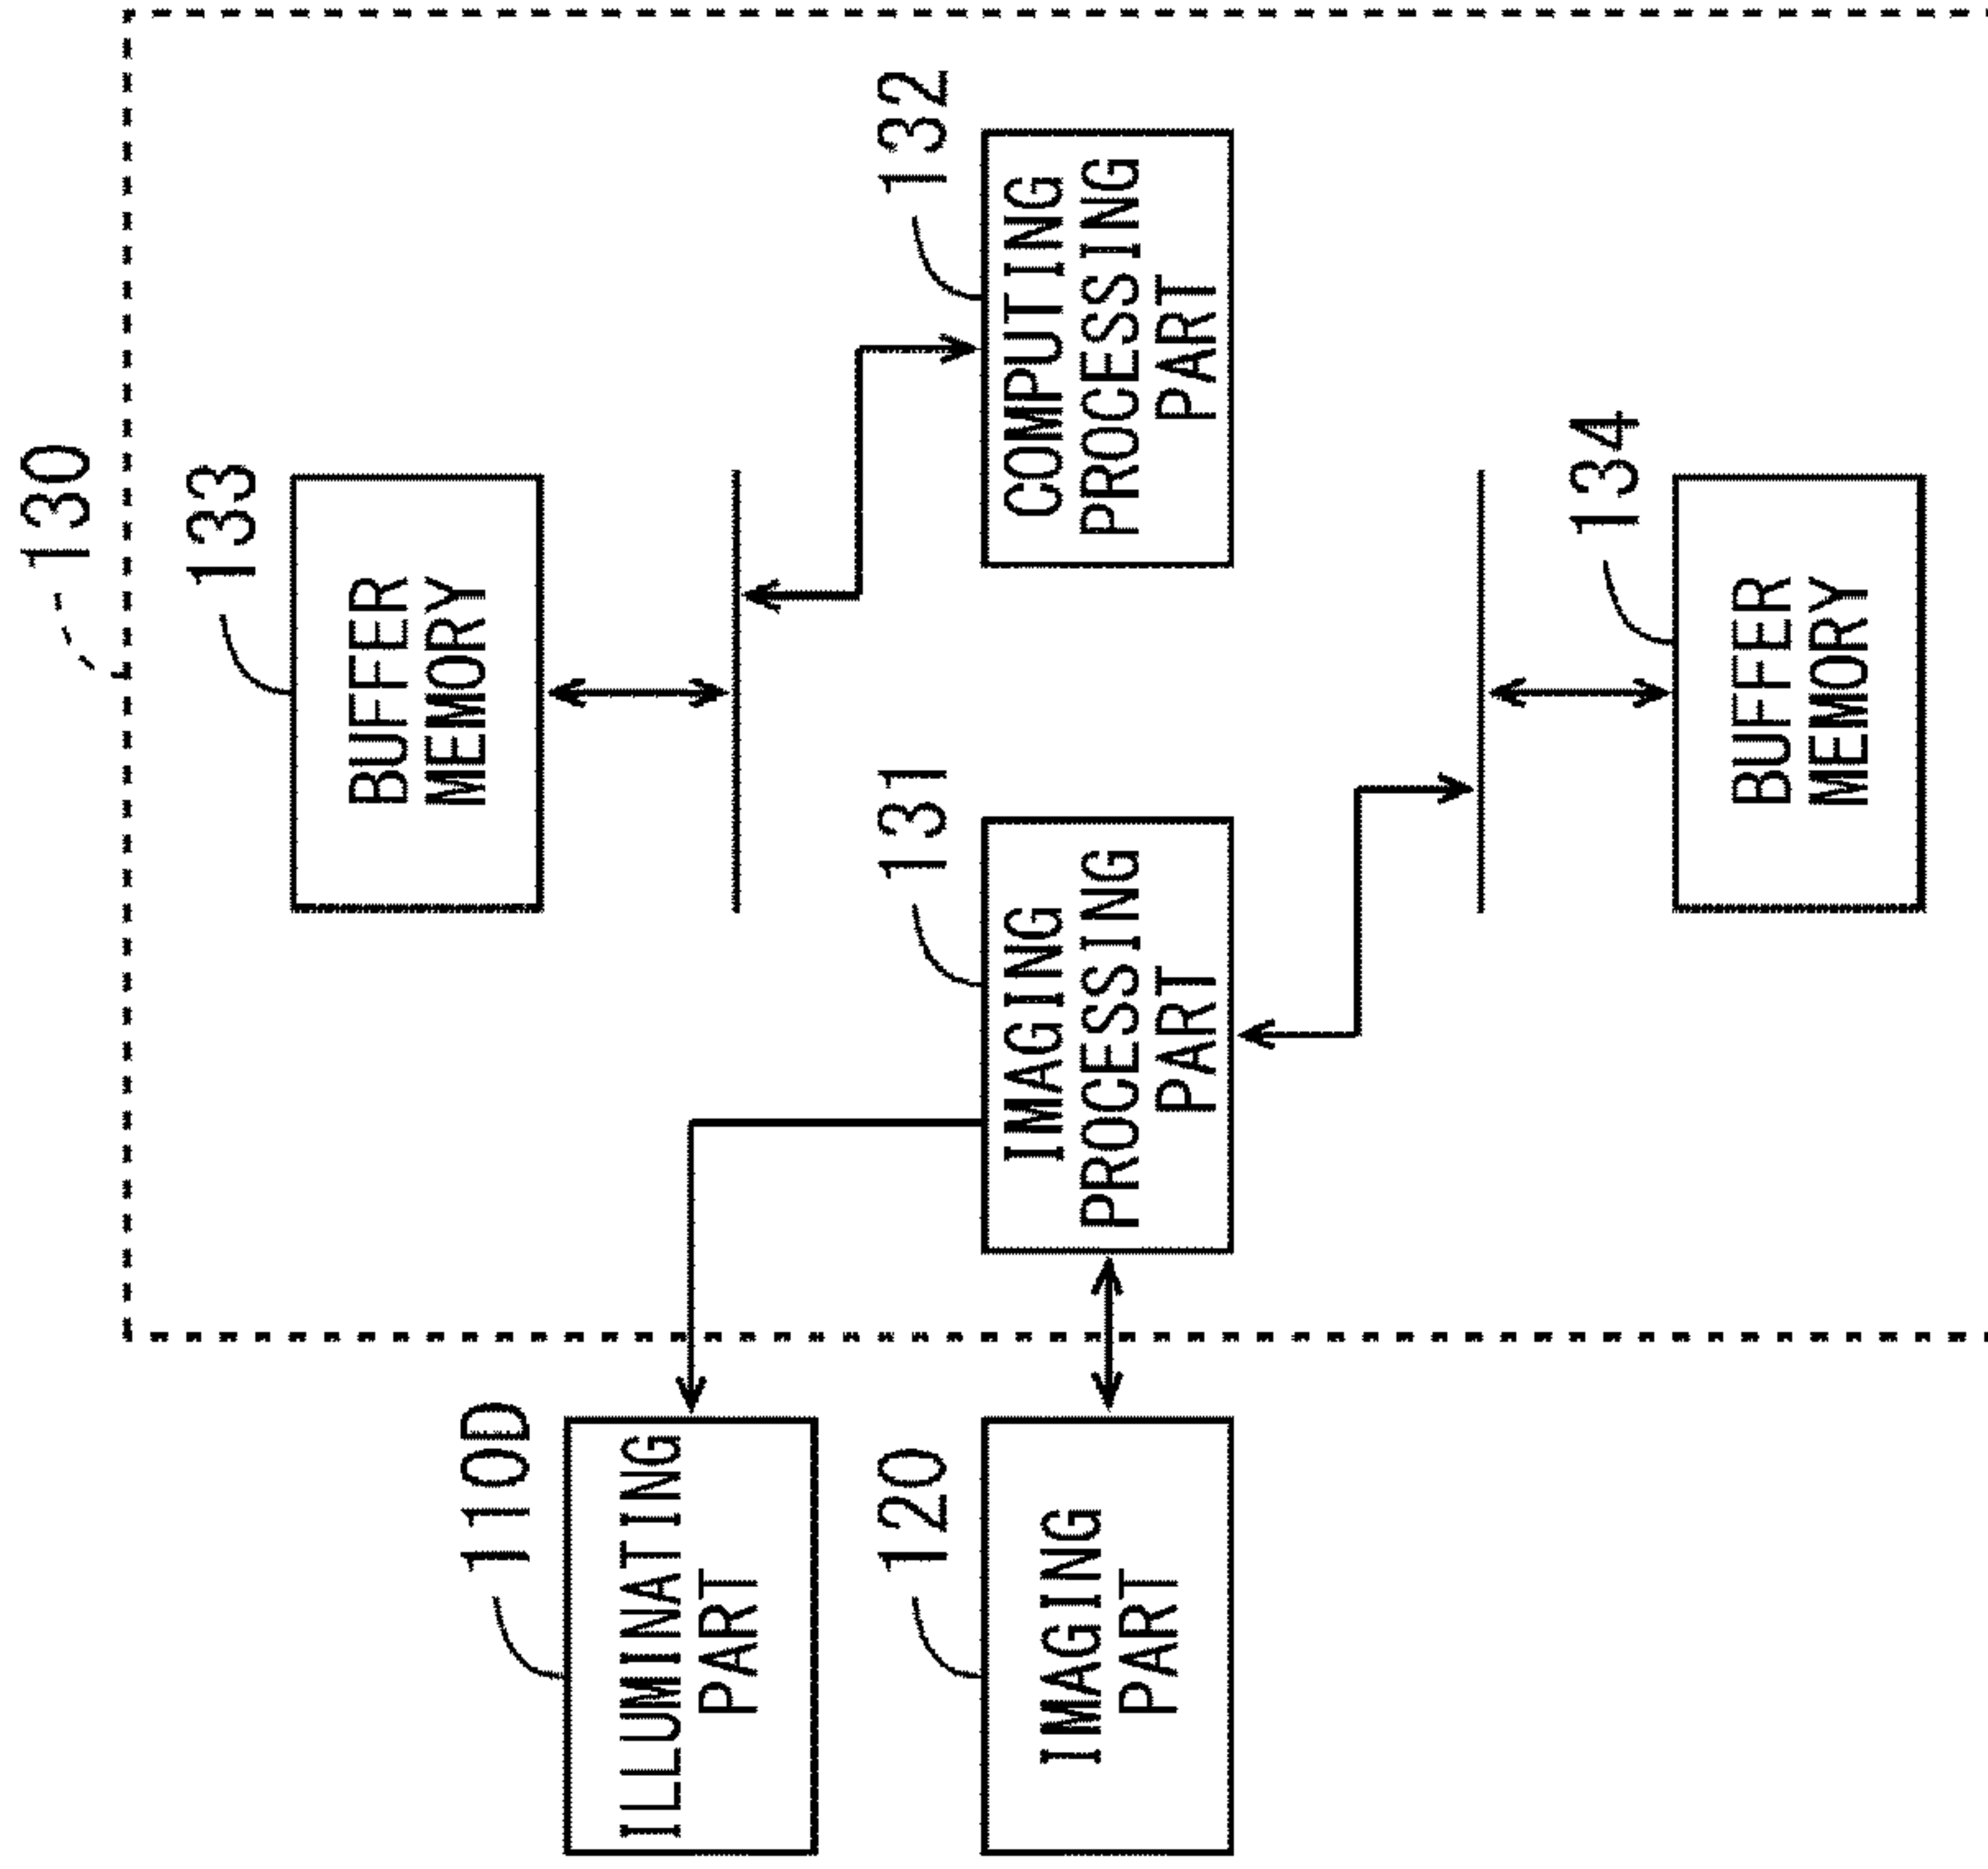 130
133
BUFFER
MEMORY
110D
ILLUMINATING
PART
120
IMAGING
PART
131
IMAGING
PROCESSING
PART
132
COMPUTING
PROCESSING
PART
134
BUFFER
MEMORY